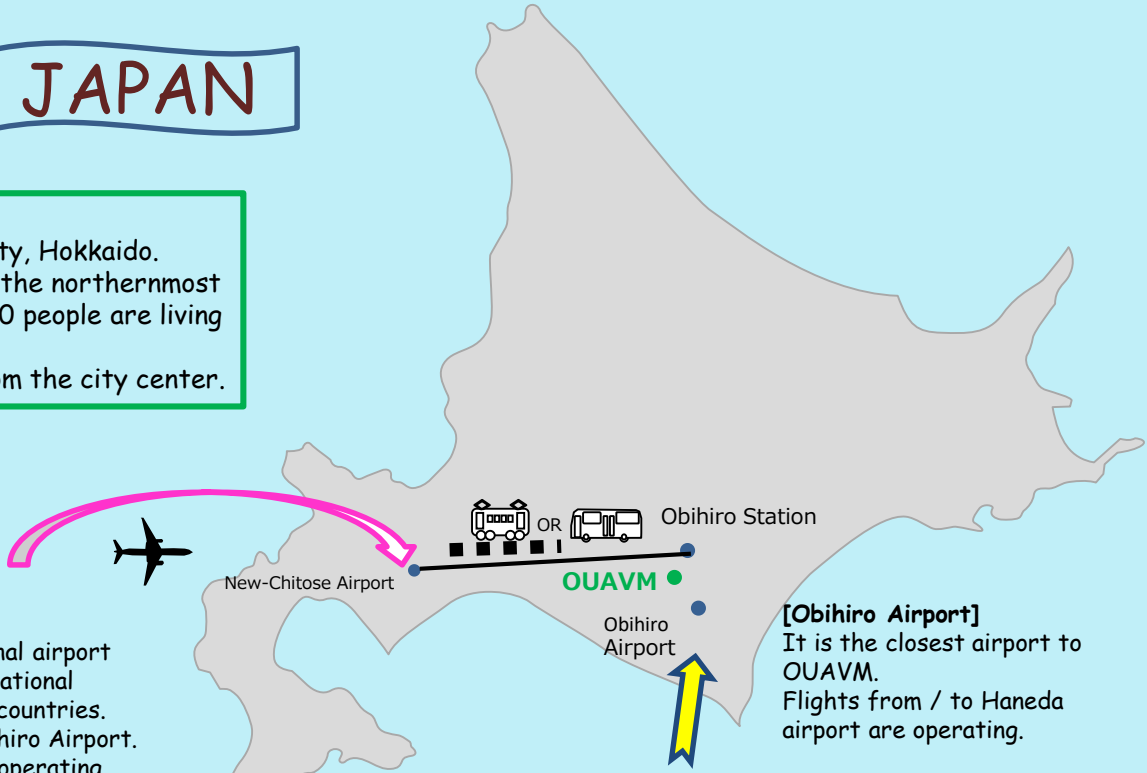 JAPAN
ty, Hokkaido.
the northernmost
0 people are living
om the city center.
OR
Obihiro Station
New-Chitose Airport
OUAVM
Obihiro
Airport
[Obihiro Airport]
It is the closest airport to
OUAVM.
Flights from / to Haneda
airport are operating.
nal airport
ational
countries.
hiro Airport.
operating